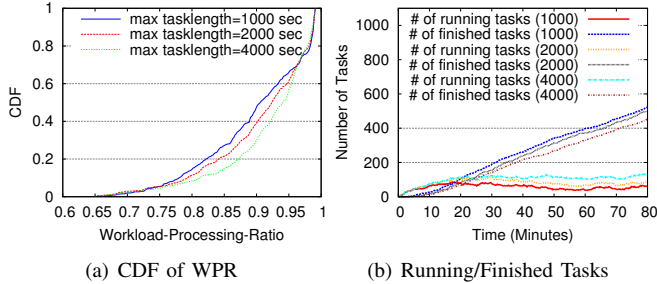 max tasklength=1000 sec
max tasklength=2000 sec
max tasklength=4000 sec
1
0.8
0.6
0.4
0.2
0
CDF
0.6 0.65 0.7 0.75 0.8 0.85 0.9 0.95 1
Workload-Processing-Ratio
(a) CDF of WPR
# of running tasks (1000)
# of finished tasks (1000)
# of running tasks (2000)
# of finished tasks (2000)
# of running tasks (4000)
# of finished tasks (4000)
1000
800
600
400
200
0
Number of Tasks
0 10 20 30 40 50 60 70 80
Time (Minutes)
(b) Running/Finished Tasks